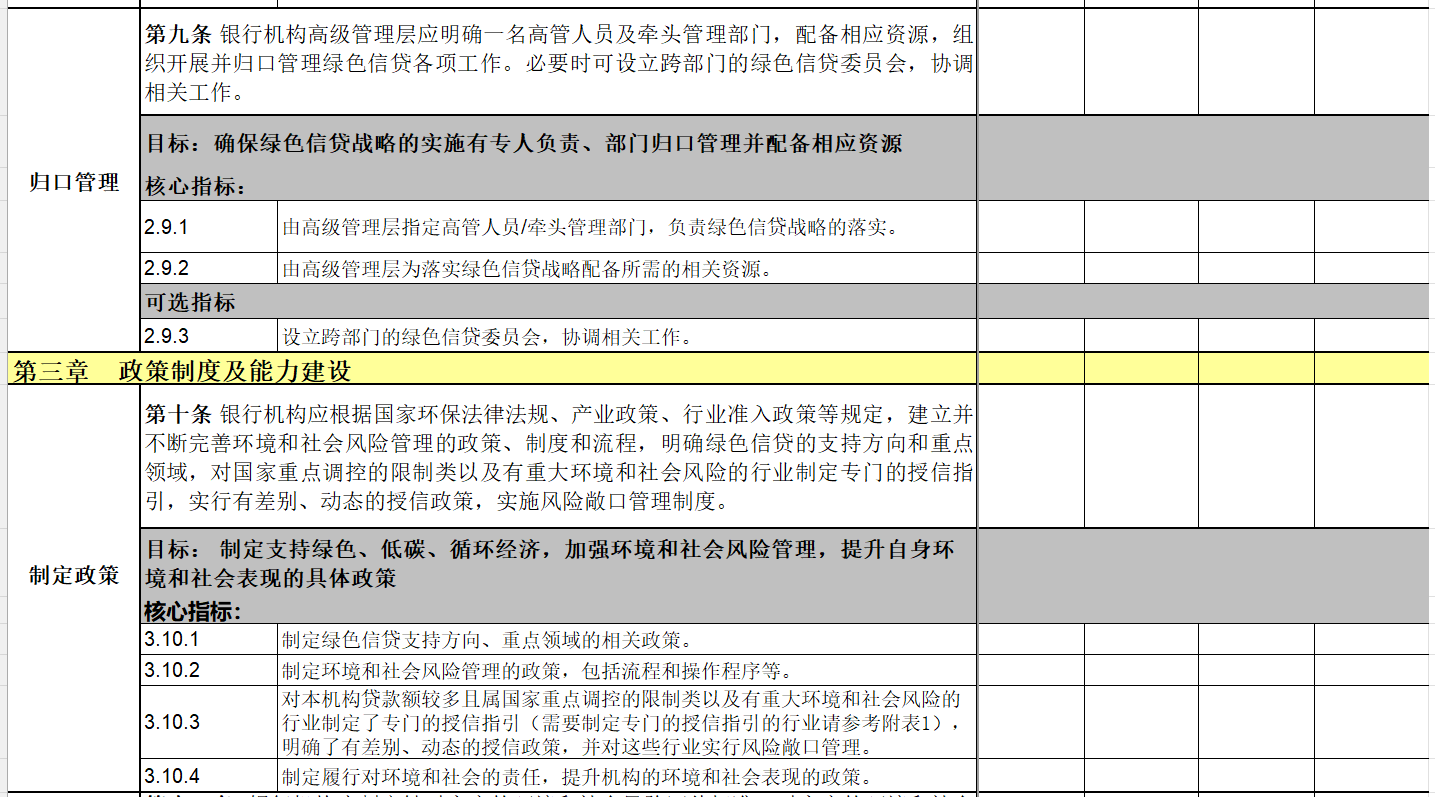 第九条 银行机构高级管理层应明确一名高管人员及牵头管理部门，配备相应资源，组
织开展并归口管理绿色信贷各项工作。必要时可设立跨部门的绿色信贷委员会，协调
相关工作。
归口管理
目标：确保绿色信贷战略的实施有专人负责、部门归口管理并配备相应资源
核心指标：
2.9.1 由高级管理层指定高管人员/牵头管理部门，负责绿色信贷战略的落实。
2.9.2 由高级管理层为落实绿色信贷战略配备所需的相关资源。
可选指标
2.9.3 设立跨部门的绿色信贷委员会，协调相关工作。
第三章 政策制度及能力建设
第十条 银行机构应根据国家环保法律法规、产业政策、行业准入政策等规定，建立并
不断完善环境和社会风险管理的政策、制度和流程，明确绿色信贷的支持方向和重点
领域，对国家重点调控的限制类以及有重大环境和社会风险的行业制定专门的授信指
引，实行有差别、动态的授信政策，实施风险敞口管理制度。
制定政策
目标： 制定支持绿色、低碳、循环经济，加强环境和社会风险管理，提升自身环
境和社会表现的具体政策
核心指标：
3.10.1 制定绿色信贷支持方向、重点领域的相关政策。
3.10.2 制定环境和社会风险管理的政策，包括流程和操作程序等。
3.10.3 对本机构贷款额较多且属国家重点调控的限制类以及有重大环境和社会风险的
行业制定了专门的授信指引（需要制定专门的授信指引的行业请参考附表1），
明确了有差别、动态的授信政策，并对这些行业实行风险敞口管理。
3.10.4 制定履行对环境和社会的责任，提升机构的环境和社会表现的政策。